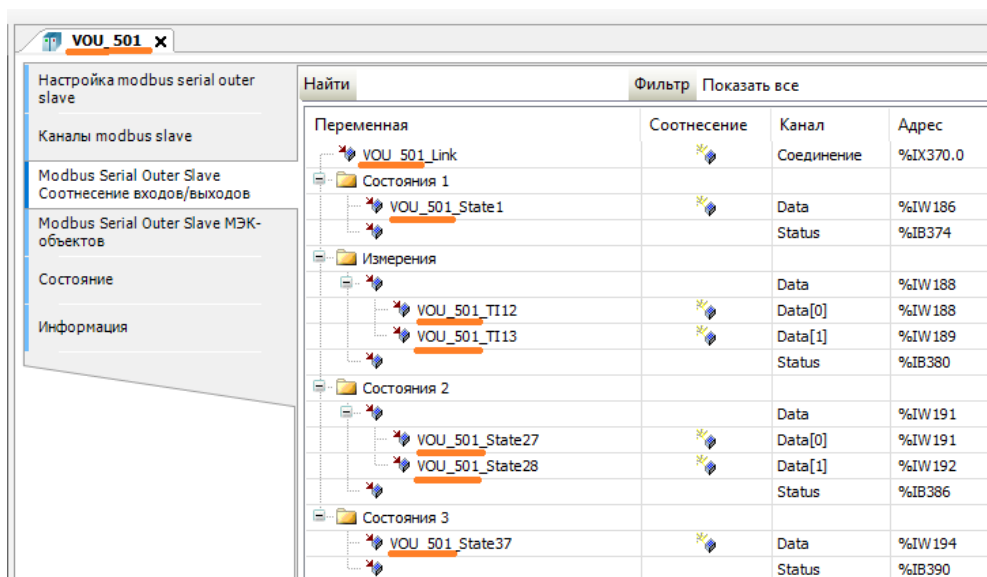 VOU_501 x
Настройка modbus serial outer
slave
Каналы modbus slave
Modbus Serial Outer Slave
Соотнесение входов/выходов
Modbus Serial Outer Slave МЭК-
объектов
Состояние
Информация
Найти Фильтр Показать все
Переменная Соотнесение Канал Адрес
VOU_501_Link Соединение %IX370.0
Состояния 1
VOU_501_State1 Data %IW186
Status %IB374
Измерения
Data %IW188
VOU_501_TI12 Data[0] %IW188
VOU_501_TI13 Data[1] %IW189
Status %IB380
Состояния 2
Data %IW191
VOU_501_State27 Data[0] %IW191
VOU_501_State28 Data[1] %IW192
Status %IB386
Состояния 3
VOU_501_State37 Data %IW194
Status %IB390